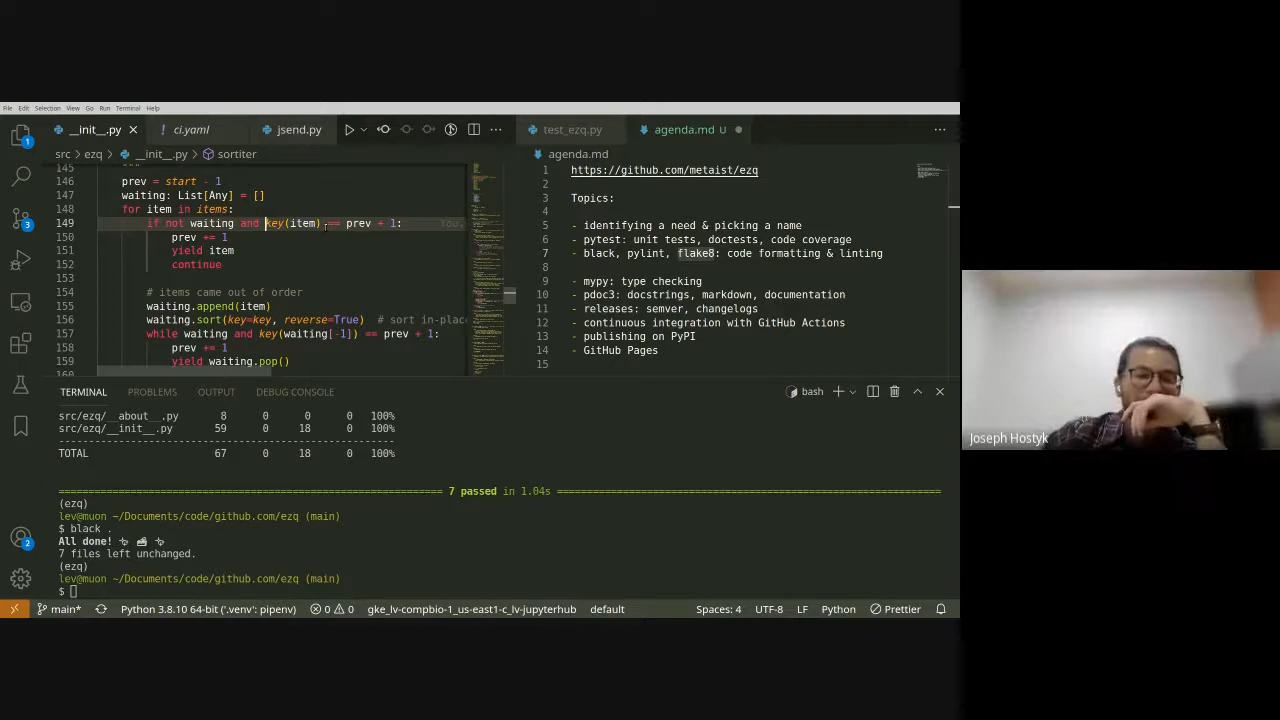 File Edit Selection View Go Run Terminal Help
__init__.py
ci.yaml
jsend.py
test_ezq.py
agenda.md U
src > ezq > __init__.py > sortiter
agenda.md
145 """
146 prev = start - 1
147 waiting: List[Any] = []
148 for item in items:
149 if not waiting and key(item) == prev + 1: You,
150 prev += 1
151 yield item
152 continue
153
154 # items came out of order
155 waiting.append(item)
156 waiting.sort(key=key, reverse=True) # sort in-place
157 while waiting and key(waiting[-1]) == prev + 1:
158 prev += 1
159 yield waiting.pop()
160
1 https://github.com/metaist/ezq
2
3 Topics:
4
5 - identifying a need & picking a name
6 - pytest: unit tests, doctests, code coverage
7 - black, pylint, flake8: code formatting & linting
8
9 - mypy: type checking
10 - pdoc3: docstrings, markdown, documentation
11 - releases: semver, changelogs
12 - continuous integration with GitHub Actions
13 - publishing on PyPI
14 - GitHub Pages
15
TERMINAL PROBLEMS OUTPUT DEBUG CONSOLE
bash
src/ezq/__about__.py 8 0 0 0 100%
src/ezq/__init__.py 59 0 18 0 100%
--------------------------------------------------------
TOTAL 67 0 18 0 100%
7 passed in 1.04s
(ezq)
lev@muon ~/Documents/code/github.com/ezq (main)
$ black .
All done! ✨ 🍰 ✨
7 files left unchanged.
(ezq)
lev@muon ~/Documents/code/github.com/ezq (main)
$
1
3
2
main* Python 3.8.10 64-bit ('.venv': pipenv) 0 0 gke_lv-compbio-1_us-east1-c_lv-jupyterhub default Spaces: 4 UTF-8 LF Python Prettier
Joseph Hostyk